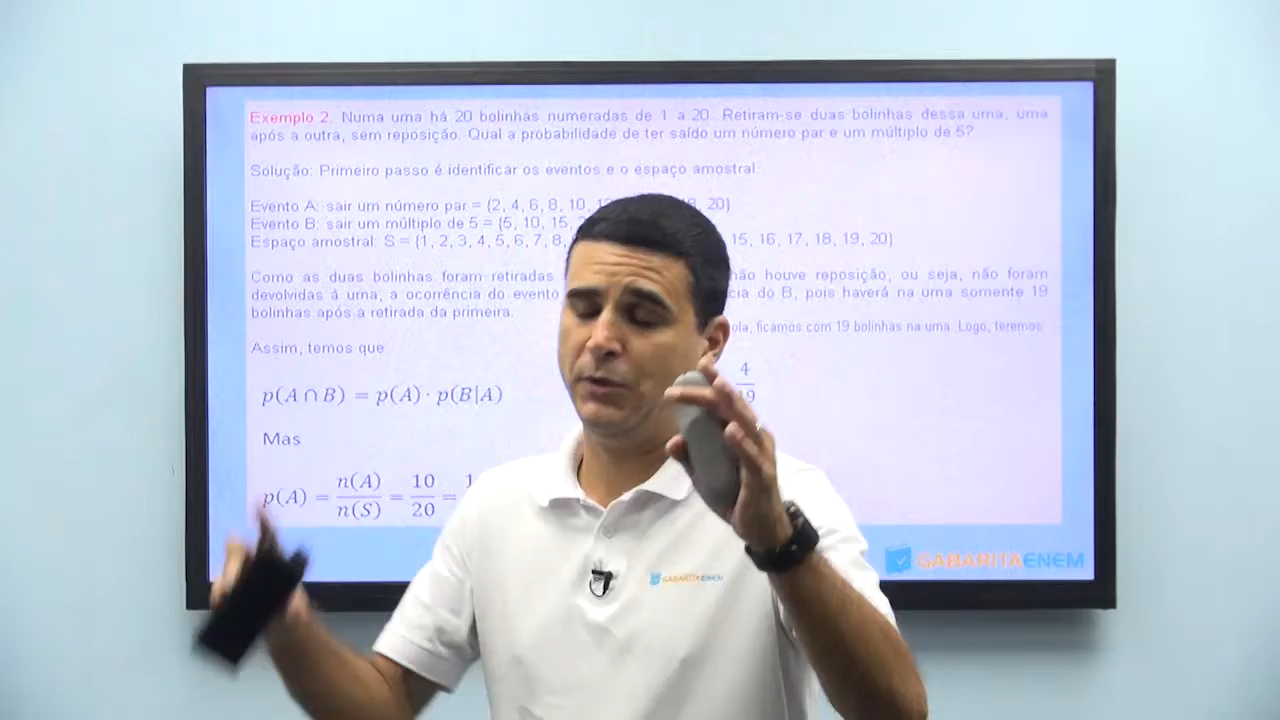 Exemplo 2. Numa urna há 20 bolinhas numeradas de 1 a 20. Retiram-se duas bolinhas dessa urna, uma
após a outra, sem reposição. Qual a probabilidade de ter saído um número par e um múltiplo de 5?
Solução: Primeiro passo é identificar os eventos e o espaço amostral.
Evento A: sair um número par = {2, 4, 6, 8, 10, 20}
Evento B: sair um múltiplo de 5 = {5, 10, 15,
Espaço amostral: S = {1, 2, 3, 4, 5, 6, 7, 8, 15, 16, 17, 18, 19, 20}
Como as duas bolinhas foram retiradas não houve reposição, ou seja, não foram
devolvidas à urna, a ocorrência do evento do B, pois haverá na urna somente 19
bolinhas após a retirada da primeira.
ficamos com 19 bolinhas na urna. Logo, teremos:
Assim, temos que
p(A ∩ B) = p(A) · p(B|A)
4
Mas
p(A) = n(A)/n(S) = 10/20 =
GABARITAENEM
GABARITAENEM